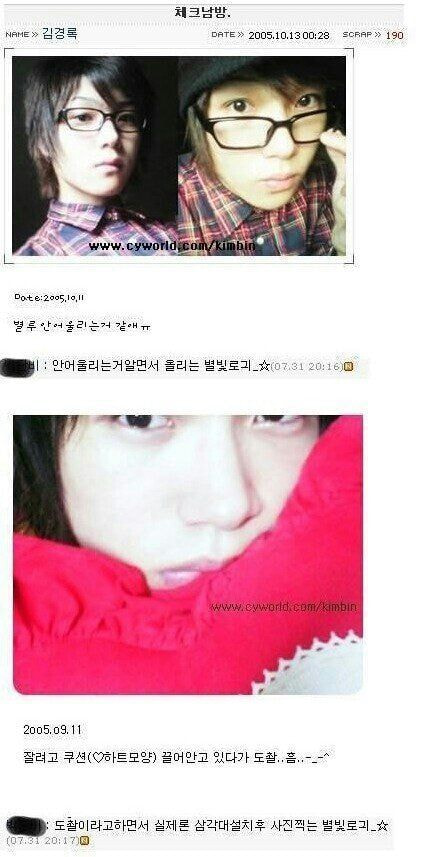 체크남방.
NAME » 김경록 DATE » 2005.10.13 00:28 SCRAP » 190
www.cyworld.com/kimbin
Date:2005.10.11
별루 안어울리는거 같애ㅠ
비 : 안어울리는거알면서 올리는 별빛로긔_☆(07.31 20:16)N
www.cyworld.com/kimbin
2oo5.o9.11
잘려고 쿠션(♡하트모양) 끌어안고 있다가 도촬..흠..-_-^
: 도촬이라고하면서 실제론 삼각대설치후 사진찍는 별빛로긔_☆
(07.31 20:17)N